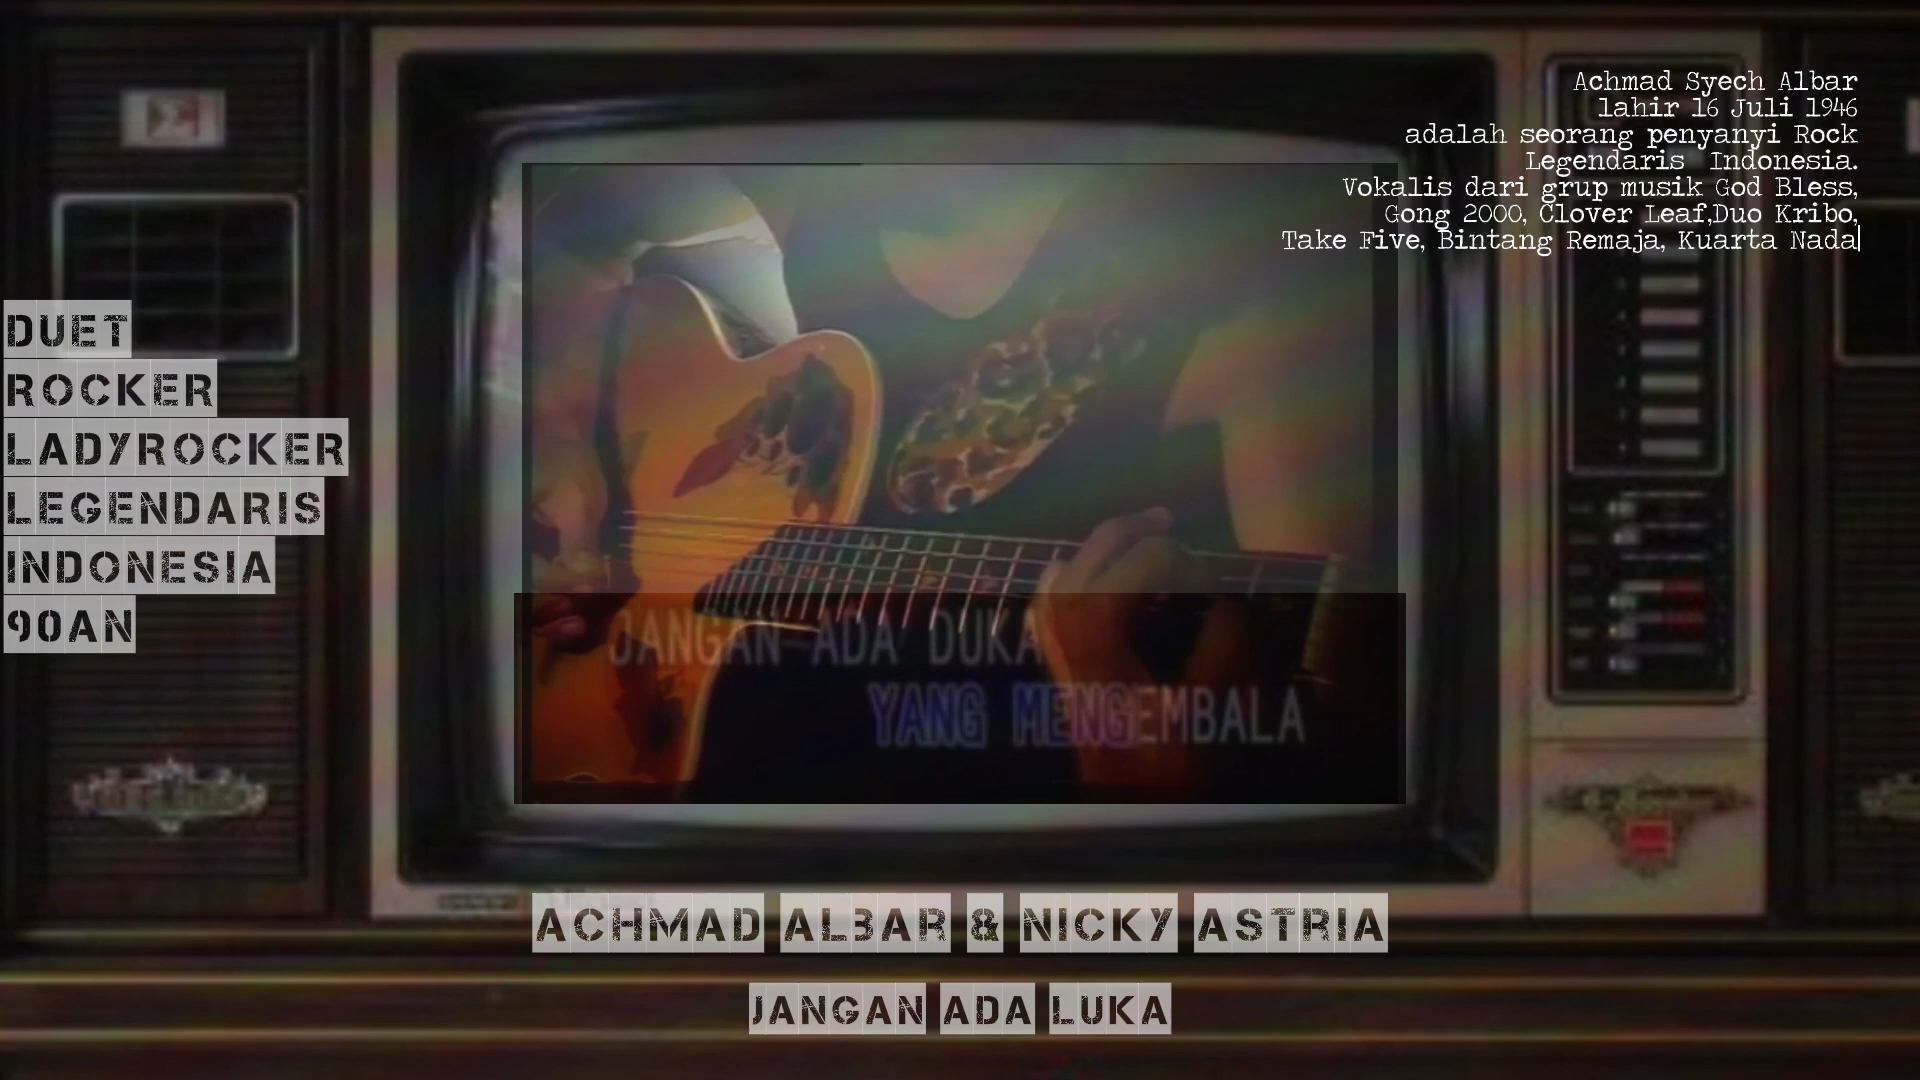 Achmad Syech Albar
lahir 16 Juli 1946
adalah seorang penyanyi Rock
Legendaris Indonesia.
Vokalis dari grup musik God Bless,
Gong 2000, Clover Leaf,Duo Kribo,
Take Five, Bintang Remaja, Kuarta Nada
DUET
ROCKER
LADYROCKER
LEGENDARIS
INDONESIA
90AN
JANGAN ADA DUKA
YANG MENGEMBALA
ACHMAD ALBAR & NICKY ASTRIA
JANGAN ADA LUKA